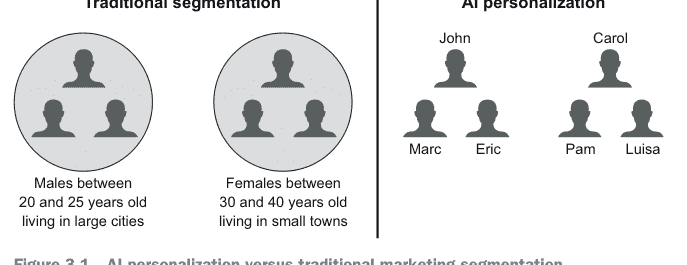 Traditional segmentation
AI personalization
Males between
20 and 25 years old
living in large cities
Females between
30 and 40 years old
living in small towns
John
Marc
Eric
Carol
Pam
Luisa
Figure 3.1 AI personalization versus traditional marketing segmentation